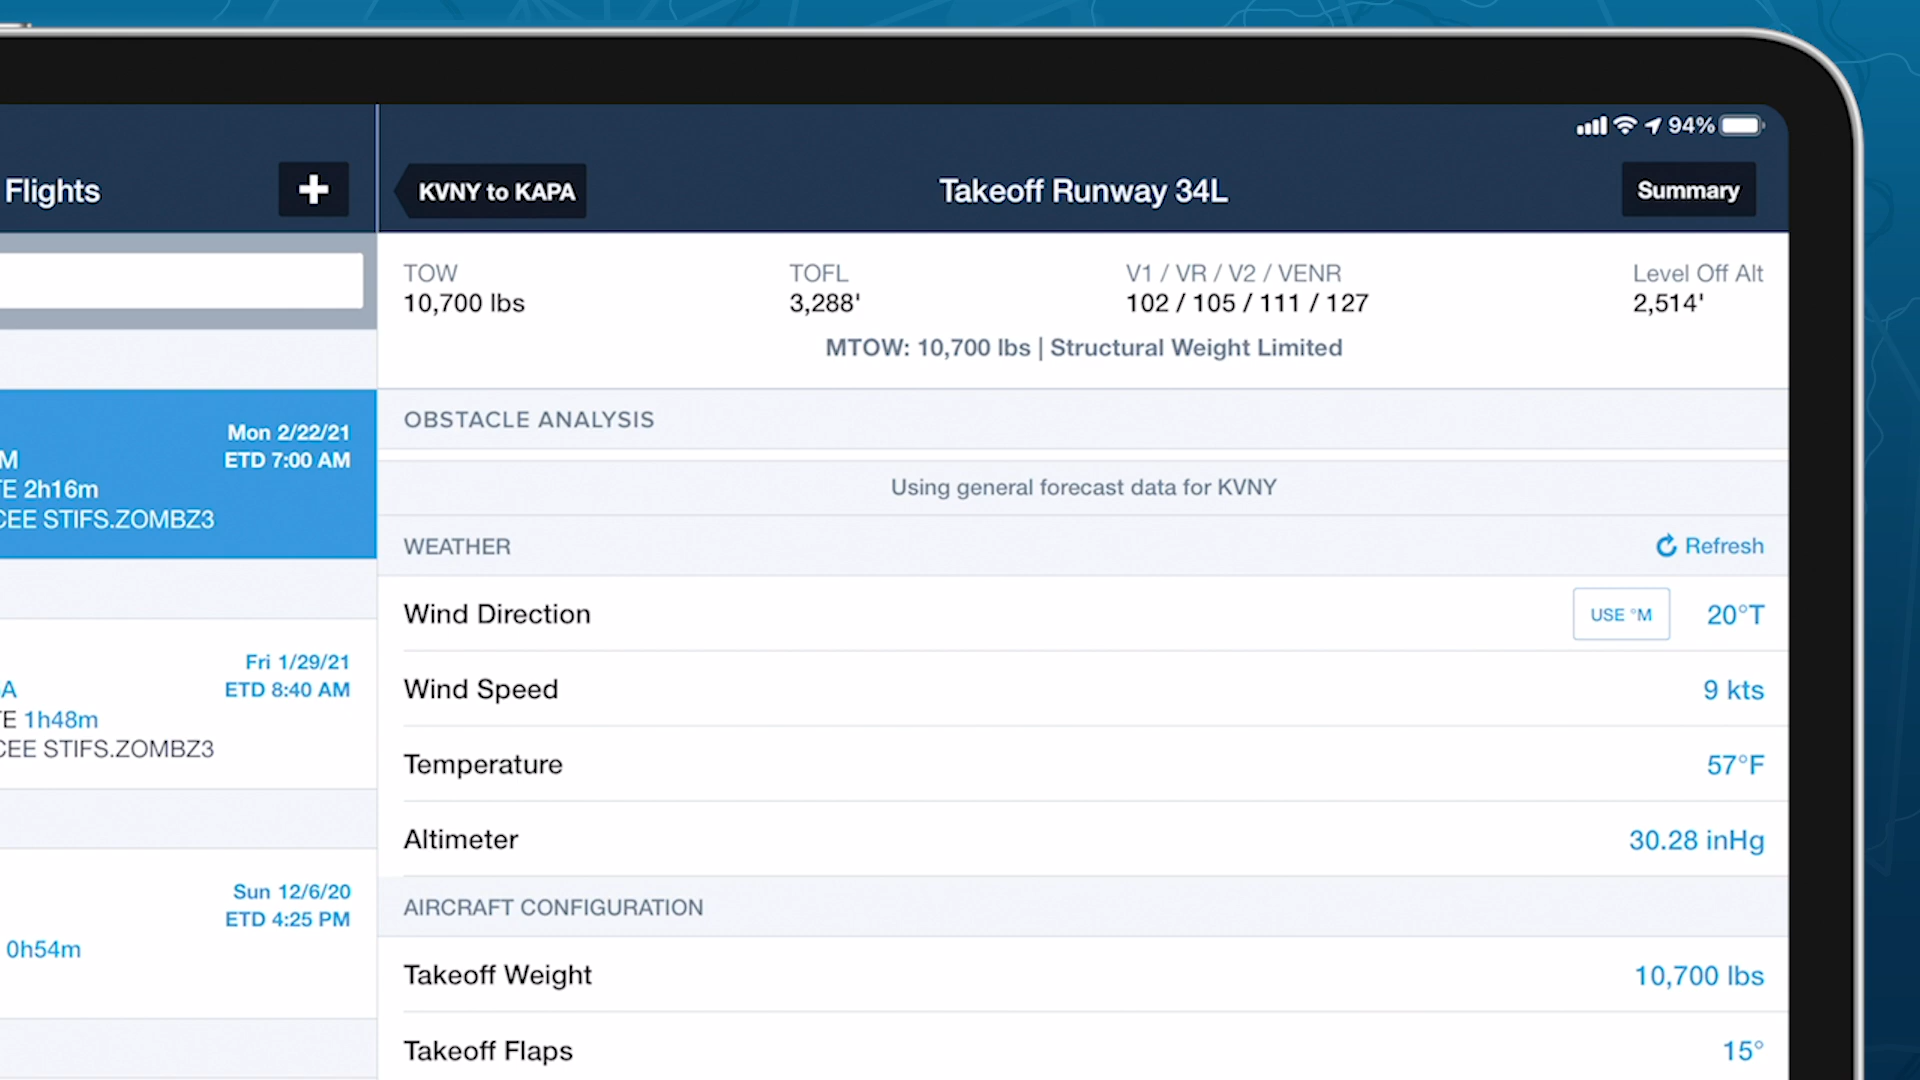 94%
Flights
KVNY to KAPA
Takeoff Runway 34L
Summary
TOW
10,700 lbs
TOFL
3,288'
V1 / VR / V2 / VENR
102 / 105 / 111 / 127
Level Off Alt
2,514'
MTOW: 10,700 lbs | Structural Weight Limited
Mon 2/22/21
ETD 7:00 AM
M
TE 2h16m
CEE STIFS.ZOMBZ3
Fri 1/29/21
ETD 8:40 AM
A
TE 1h48m
CEE STIFS.ZOMBZ3
Sun 12/6/20
ETD 4:25 PM
0h54m
OBSTACLE ANALYSIS
Using general forecast data for KVNY
WEATHER
Refresh
Wind Direction
USE °M
20°T
Wind Speed
9 kts
Temperature
57°F
Altimeter
30.28 inHg
AIRCRAFT CONFIGURATION
Takeoff Weight
10,700 lbs
Takeoff Flaps
15°